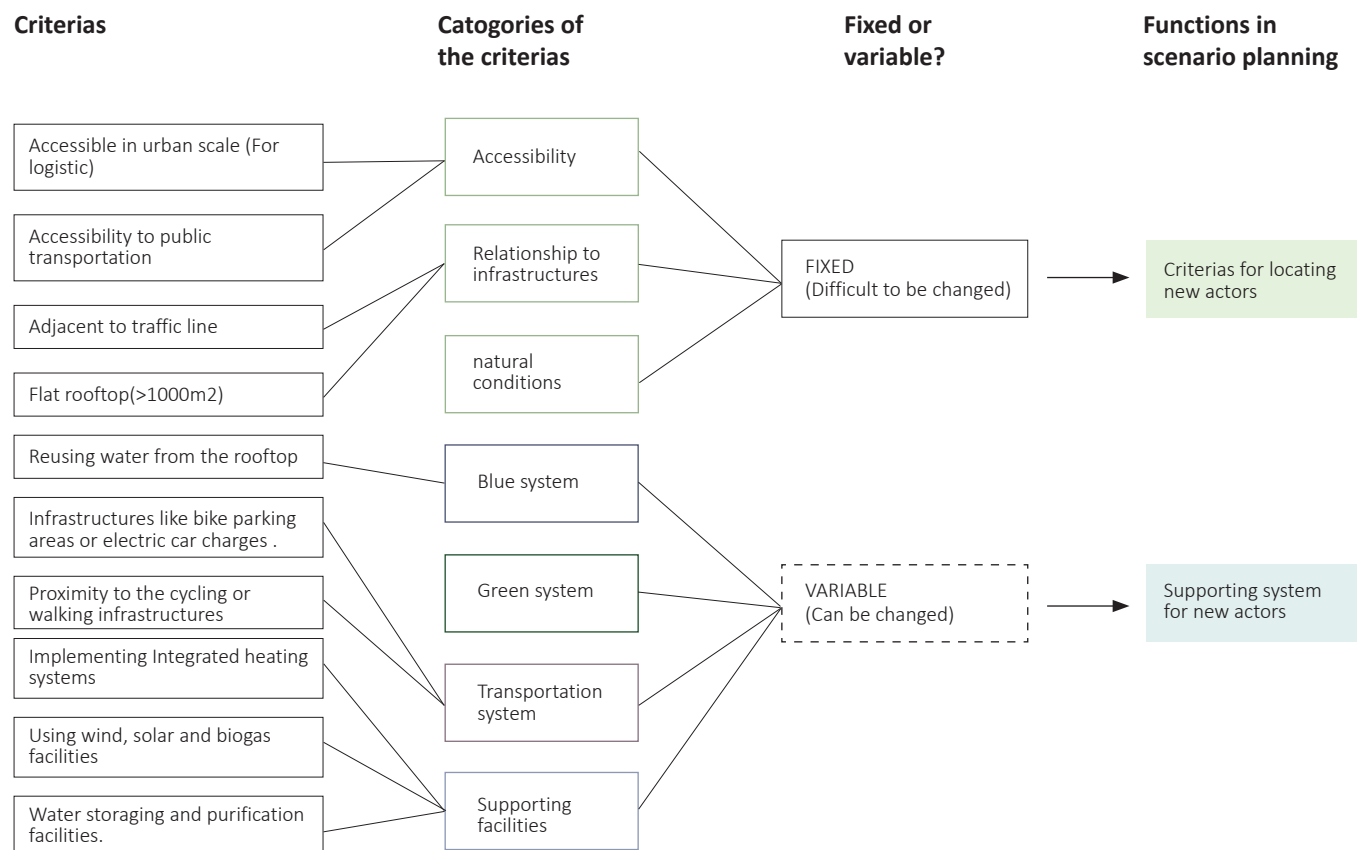 Criterias
Catogories of
the criterias
Fixed or
variable?
Functions in
scenario planning
Accessible in urban scale (For
logistic)
Accessibility to public
transportation
Adjacent to traffic line
Flat rooftop(>1000m2)
Reusing water from the rooftop
Infrastructures like bike parking
areas or electric car charges .
Proximity to the cycling or
walking infrastructures
Implementing Integrated heating
systems
Using wind, solar and biogas
facilities
Water storaging and purification
facilities.
Accessibility
Relationship to
infrastructures
natural
conditions
Blue system
Green system
Transportation
system
Supporting
facilities
FIXED
(Difficult to be changed)
VARIABLE
(Can be changed)
Criterias for locating
new actors
Supporting system
for new actors